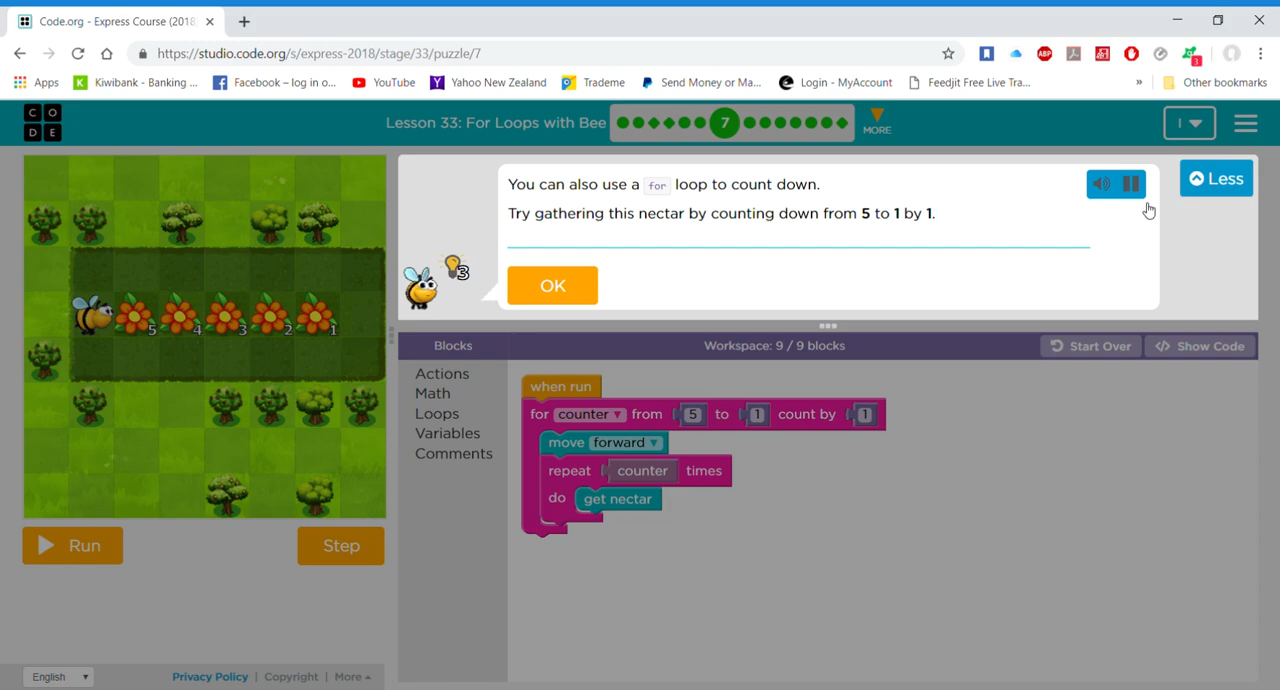 Code.org - Express Course (2018
https://studio.code.org/s/express-2018/stage/33/puzzle/7
ABP
3
Apps
Kiwibank - Banking ...
Facebook – log in o...
YouTube
Yahoo New Zealand
Trademe
Send Money or Ma...
Login - MyAccount
Feedjit Free Live Tra...
»
Other bookmarks
C O
D E
Lesson 33: For Loops with Bee
7
MORE
I
You can also use a for loop to count down.
Try gathering this nectar by counting down from 5 to 1 by 1.
Less
3
OK
5 4 3 2 1
Blocks
Workspace: 9 / 9 blocks
Start Over
</> Show Code
Actions
Math
Loops
Variables
Comments
when run
for counter from 5 to 1 count by 1
move forward
repeat counter times
do get nectar
Run
Step
English
Privacy Policy | Copyright | More